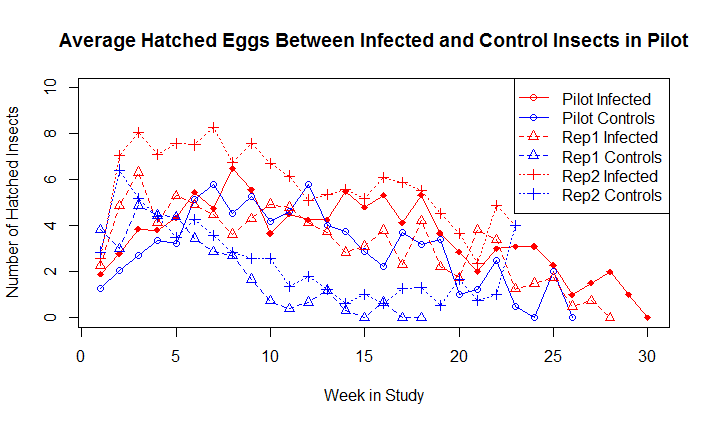 Average Hatched Eggs Between Infected and Control Insects in Pilot
Number of Hatched Insects
10
8
6
4
2
0
Pilot Infected
Pilot Controls
Rep1 Infected
Rep1 Controls
Rep2 Infected
Rep2 Controls
0 5 10 15 20 25 30
Week in Study